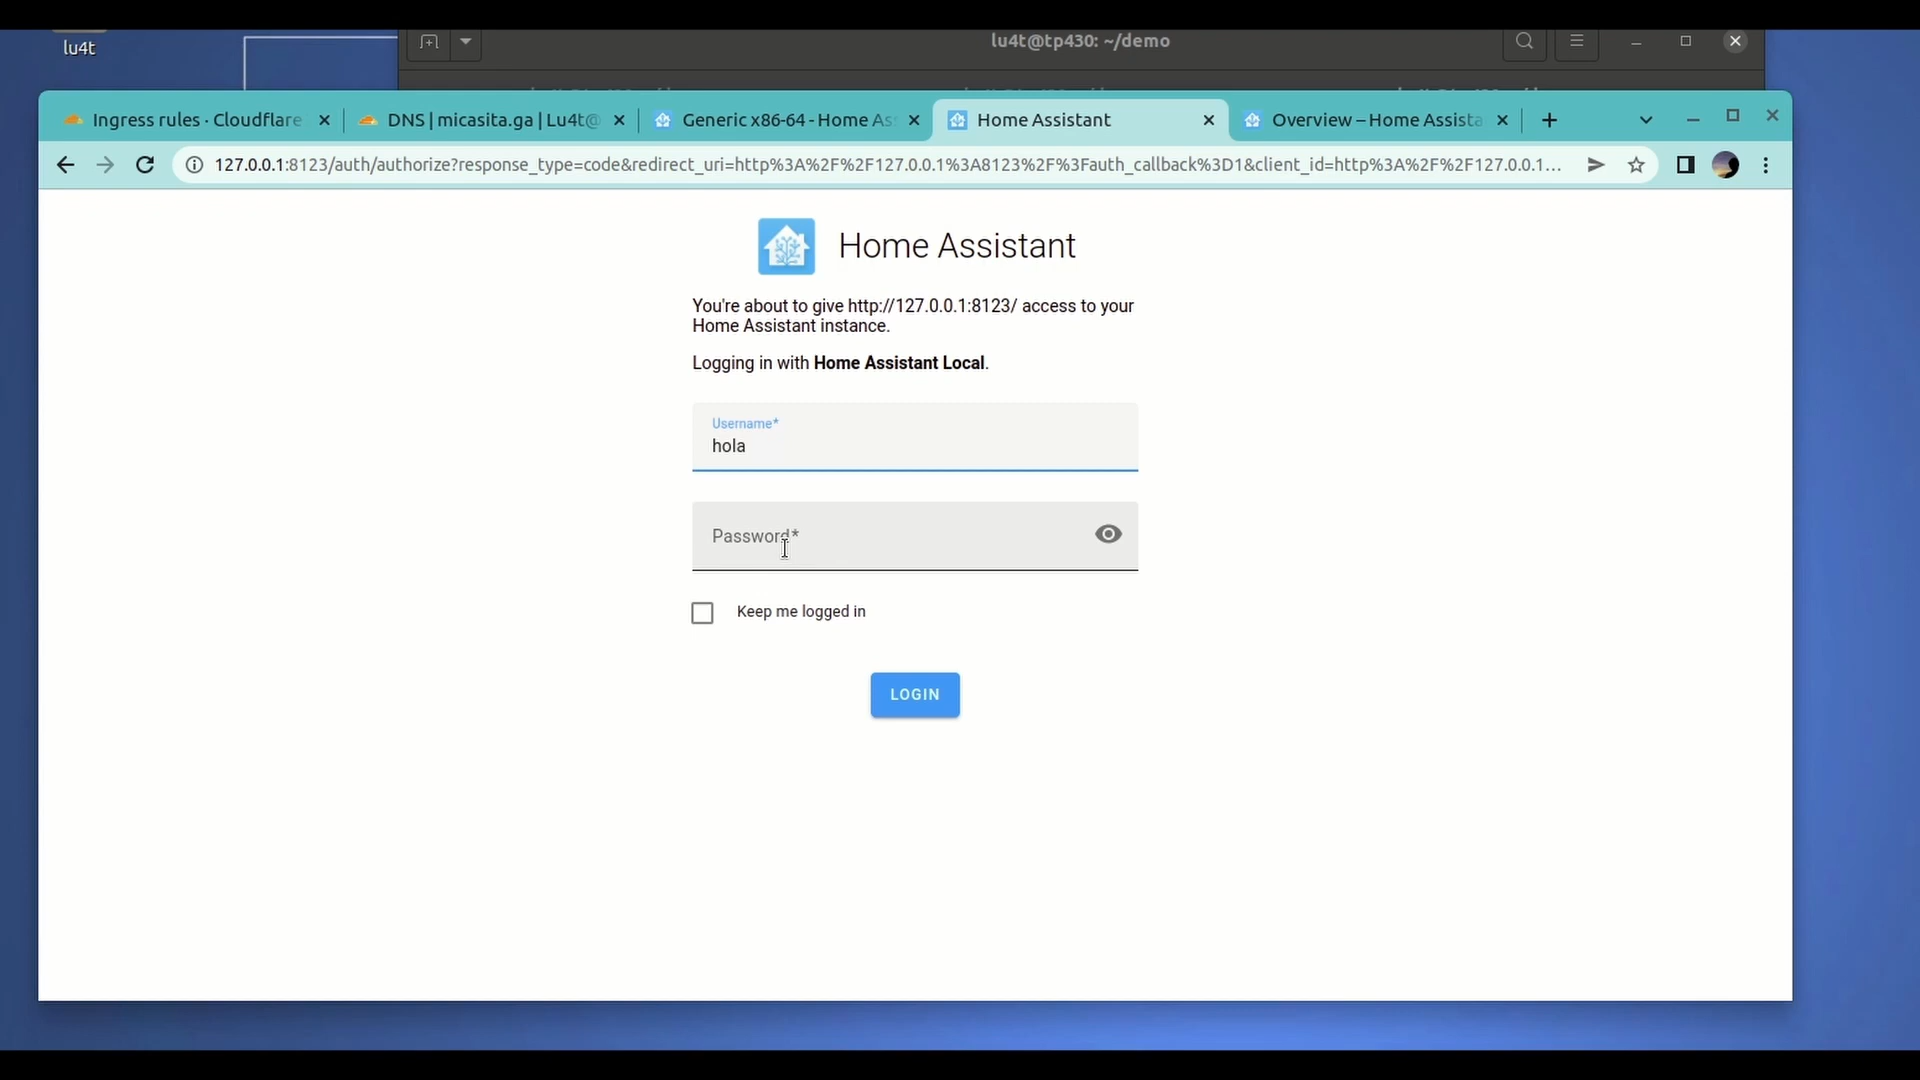 lu4t
lu4t@tp430: ~/demo
Ingress rules · Cloudflare
DNS | micasita.ga | Lu4t@
Generic x86-64 - Home As
Home Assistant
Overview – Home Assista
127.0.0.1:8123/auth/authorize?response_type=code&redirect_uri=http%3A%2F%2F127.0.0.1%3A8123%2F%3Fauth_callback%3D1&client_id=http%3A%2F%2F127.0.0.1...
Home Assistant
You're about to give http://127.0.0.1:8123/ access to your
Home Assistant instance.
Logging in with Home Assistant Local.
Username*
hola
Password*
Keep me logged in
LOGIN